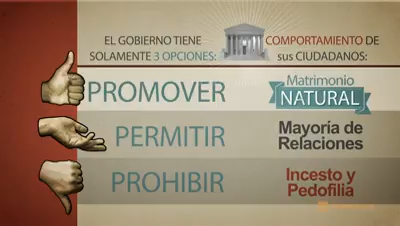 EL GOBIERNO TIENE
SOLAMENTE 3 OPCIONES:
COMPORTAMIENTO DE
sus CIUDADANOS:
PROMOVER
Matrimonio
NATURAL
PERMITIR
Mayoría de
Relaciones
PROHIBIR
Incesto y
Pedofilia